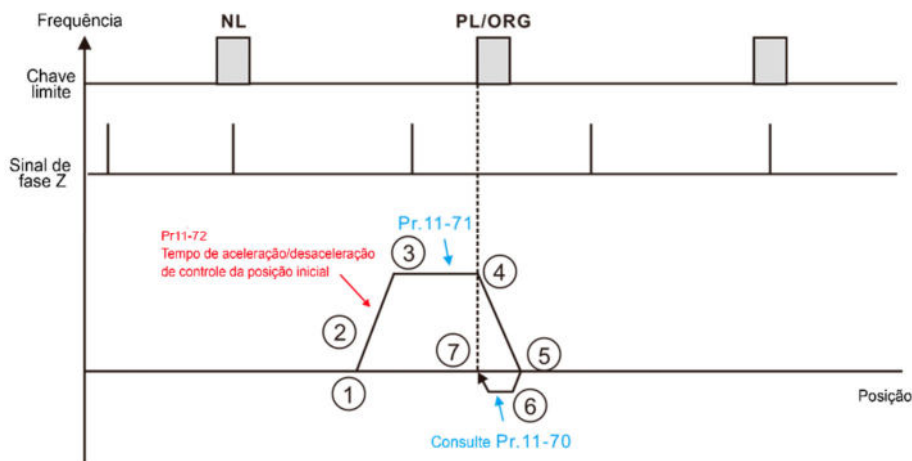 Frequência
NL
PL/ORG
Chave
limite
Sinal de
fase Z
Pr11-72
Tempo de aceleração/desaceleração
de controle da posição inicial
Pr.11-71
3
4
2
7
5
1
6
Posição
Consulte Pr.11-70